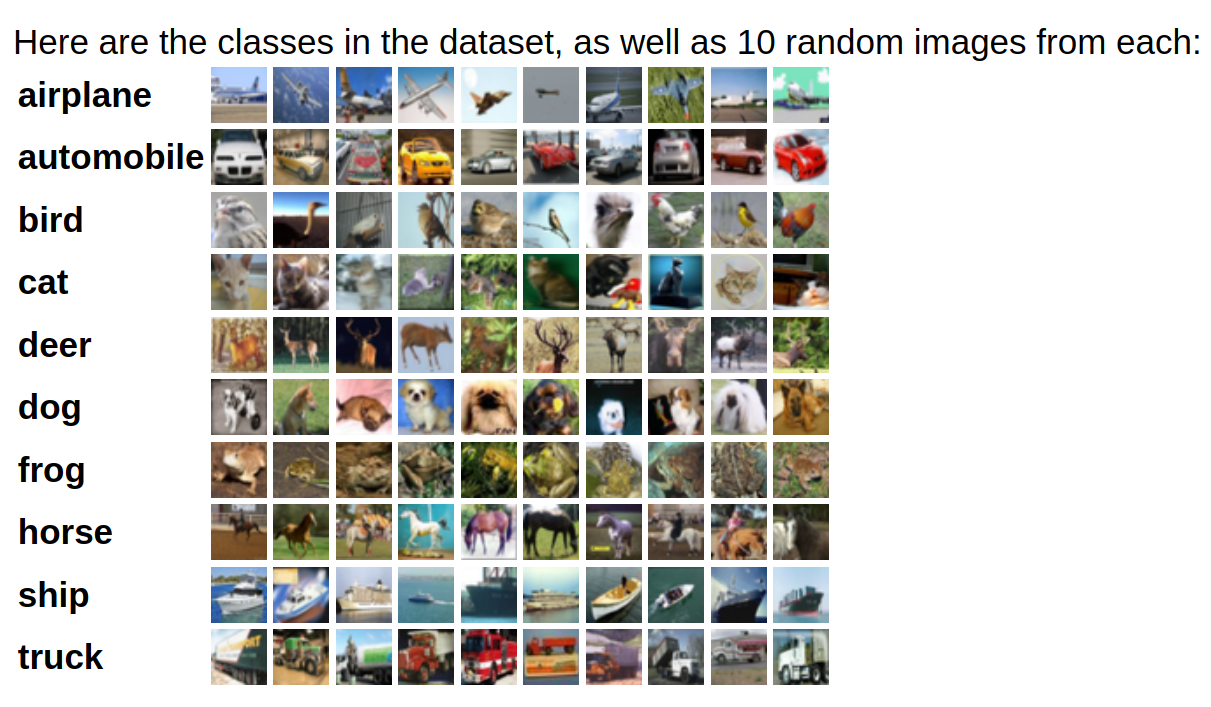 Here are the classes in the dataset, as well as 10 random images from each:
airplane
automobile
bird
cat
deer
dog
frog
horse
ship
truck